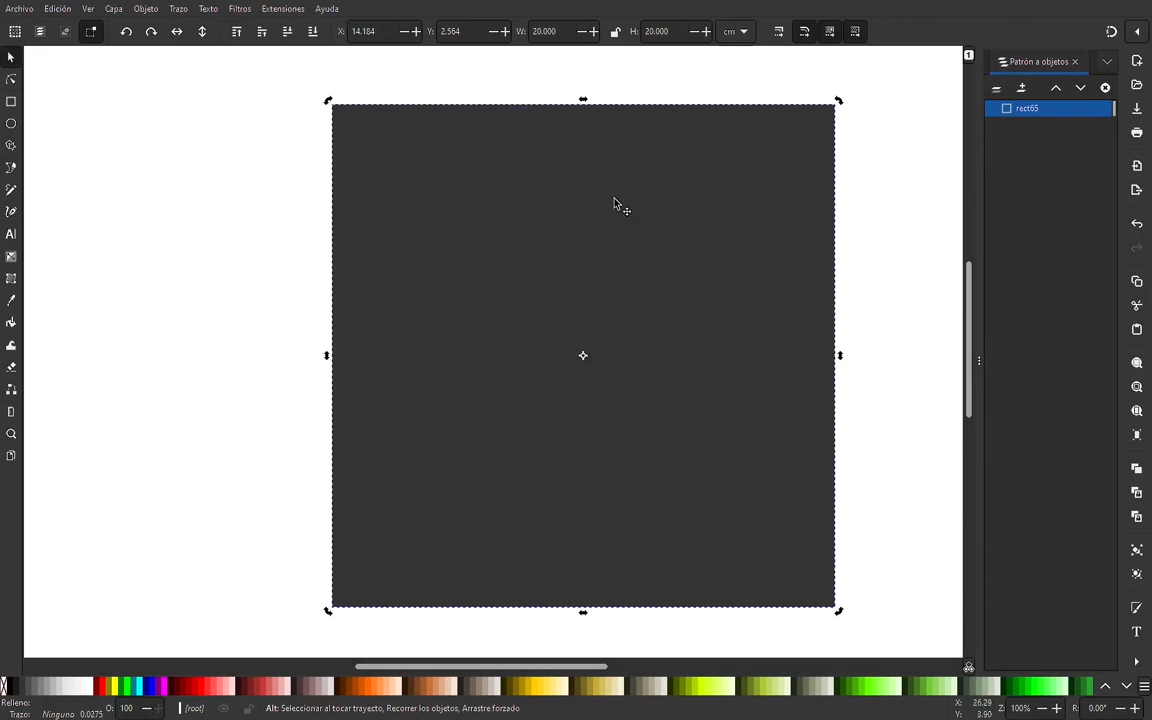 Archivo Edición Ver Capa Objeto Trazo Texto Filtros Extensiones Ayuda
X: 14.184 Y: 2.564 W: 20.000 H: 20.000 cm
1
Patrón a objetos
rect65
Relleno: O: 100 [root] Alt: Seleccionar al tocar trayecto, Recorrer los objetos, Arrastre forzado X: 26.29 Z: 100% R: 0.00°
Trazo: Ninguno 0.0275 Y: 3.90